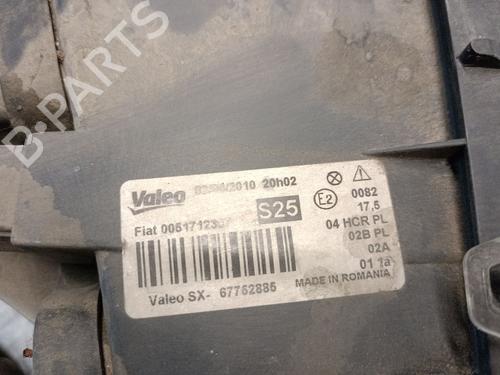 Valeo 20h02
Fiat
S25
Valeo SX- 67752885
E2 0082
17,5
04 HCR PL
02B PL
02A
01 1a
MADE IN ROMANIA
B-PARTS